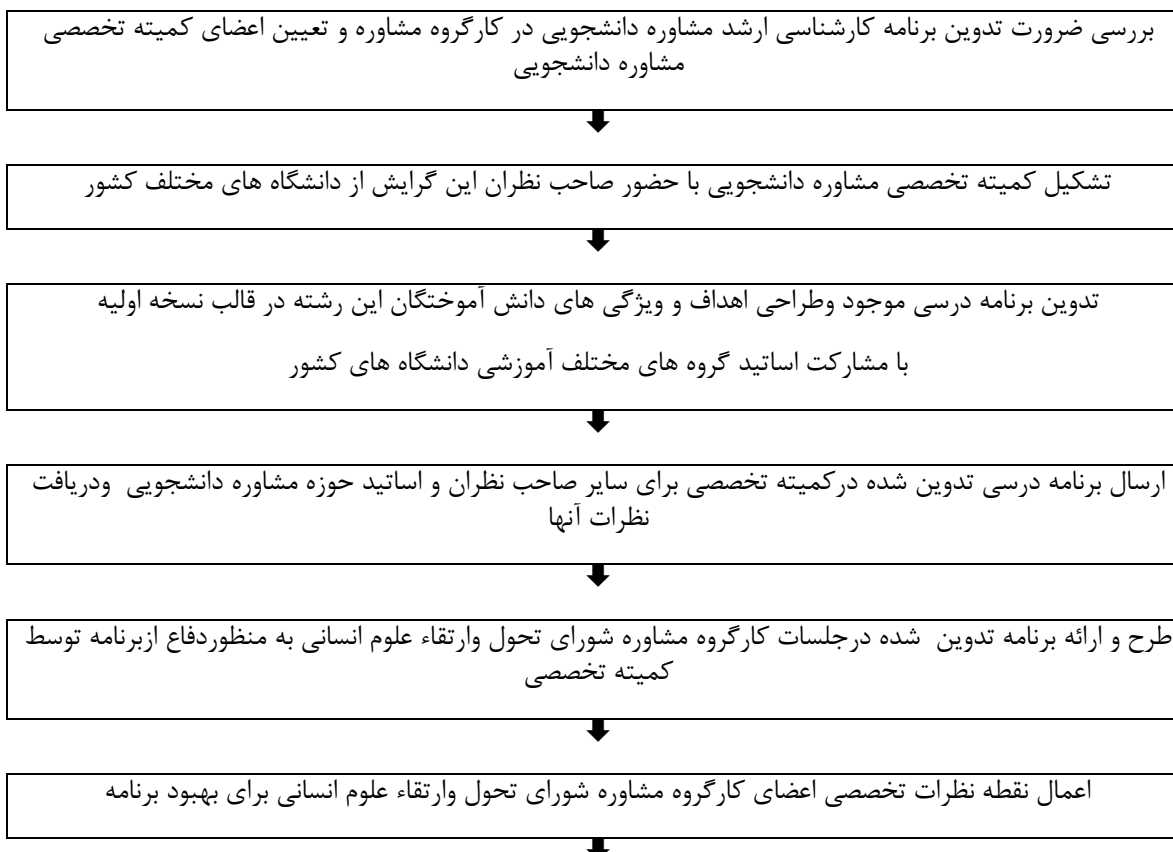 بررسی ضرورت تدوین برنامه کارشناسی ارشد مشاوره دانشجویی در کارگروه مشاوره و تعیین اعضای کمیته تخصصی
مشاوره دانشجویی
تشکیل کمیته تخصصی مشاوره دانشجویی با حضور صاحب نظران این گرایش از دانشگاه های مختلف کشور
تدوین برنامه درسی موجود وطراحی اهداف و ویژگی های دانش آموختگان این رشته در قالب نسخه اولیه
با مشارکت اساتید گروه های مختلف آموزشی دانشگاه های کشور
ارسال برنامه درسی تدوین شده درکمیته تخصصی برای سایر صاحب نظران و اساتید حوزه مشاوره دانشجویی ودریافت
نظرات آنها
طرح و ارائه برنامه تدوین شده درجلسات کارگروه مشاوره شورای تحول وارتقاء علوم انسانی به منظوردفاع ازبرنامه توسط
کمیته تخصصی
اعمال نقطه نظرات تخصصی اعضای کارگروه مشاوره شورای تحول وارتقاء علوم انسانی برای بهبود برنامه